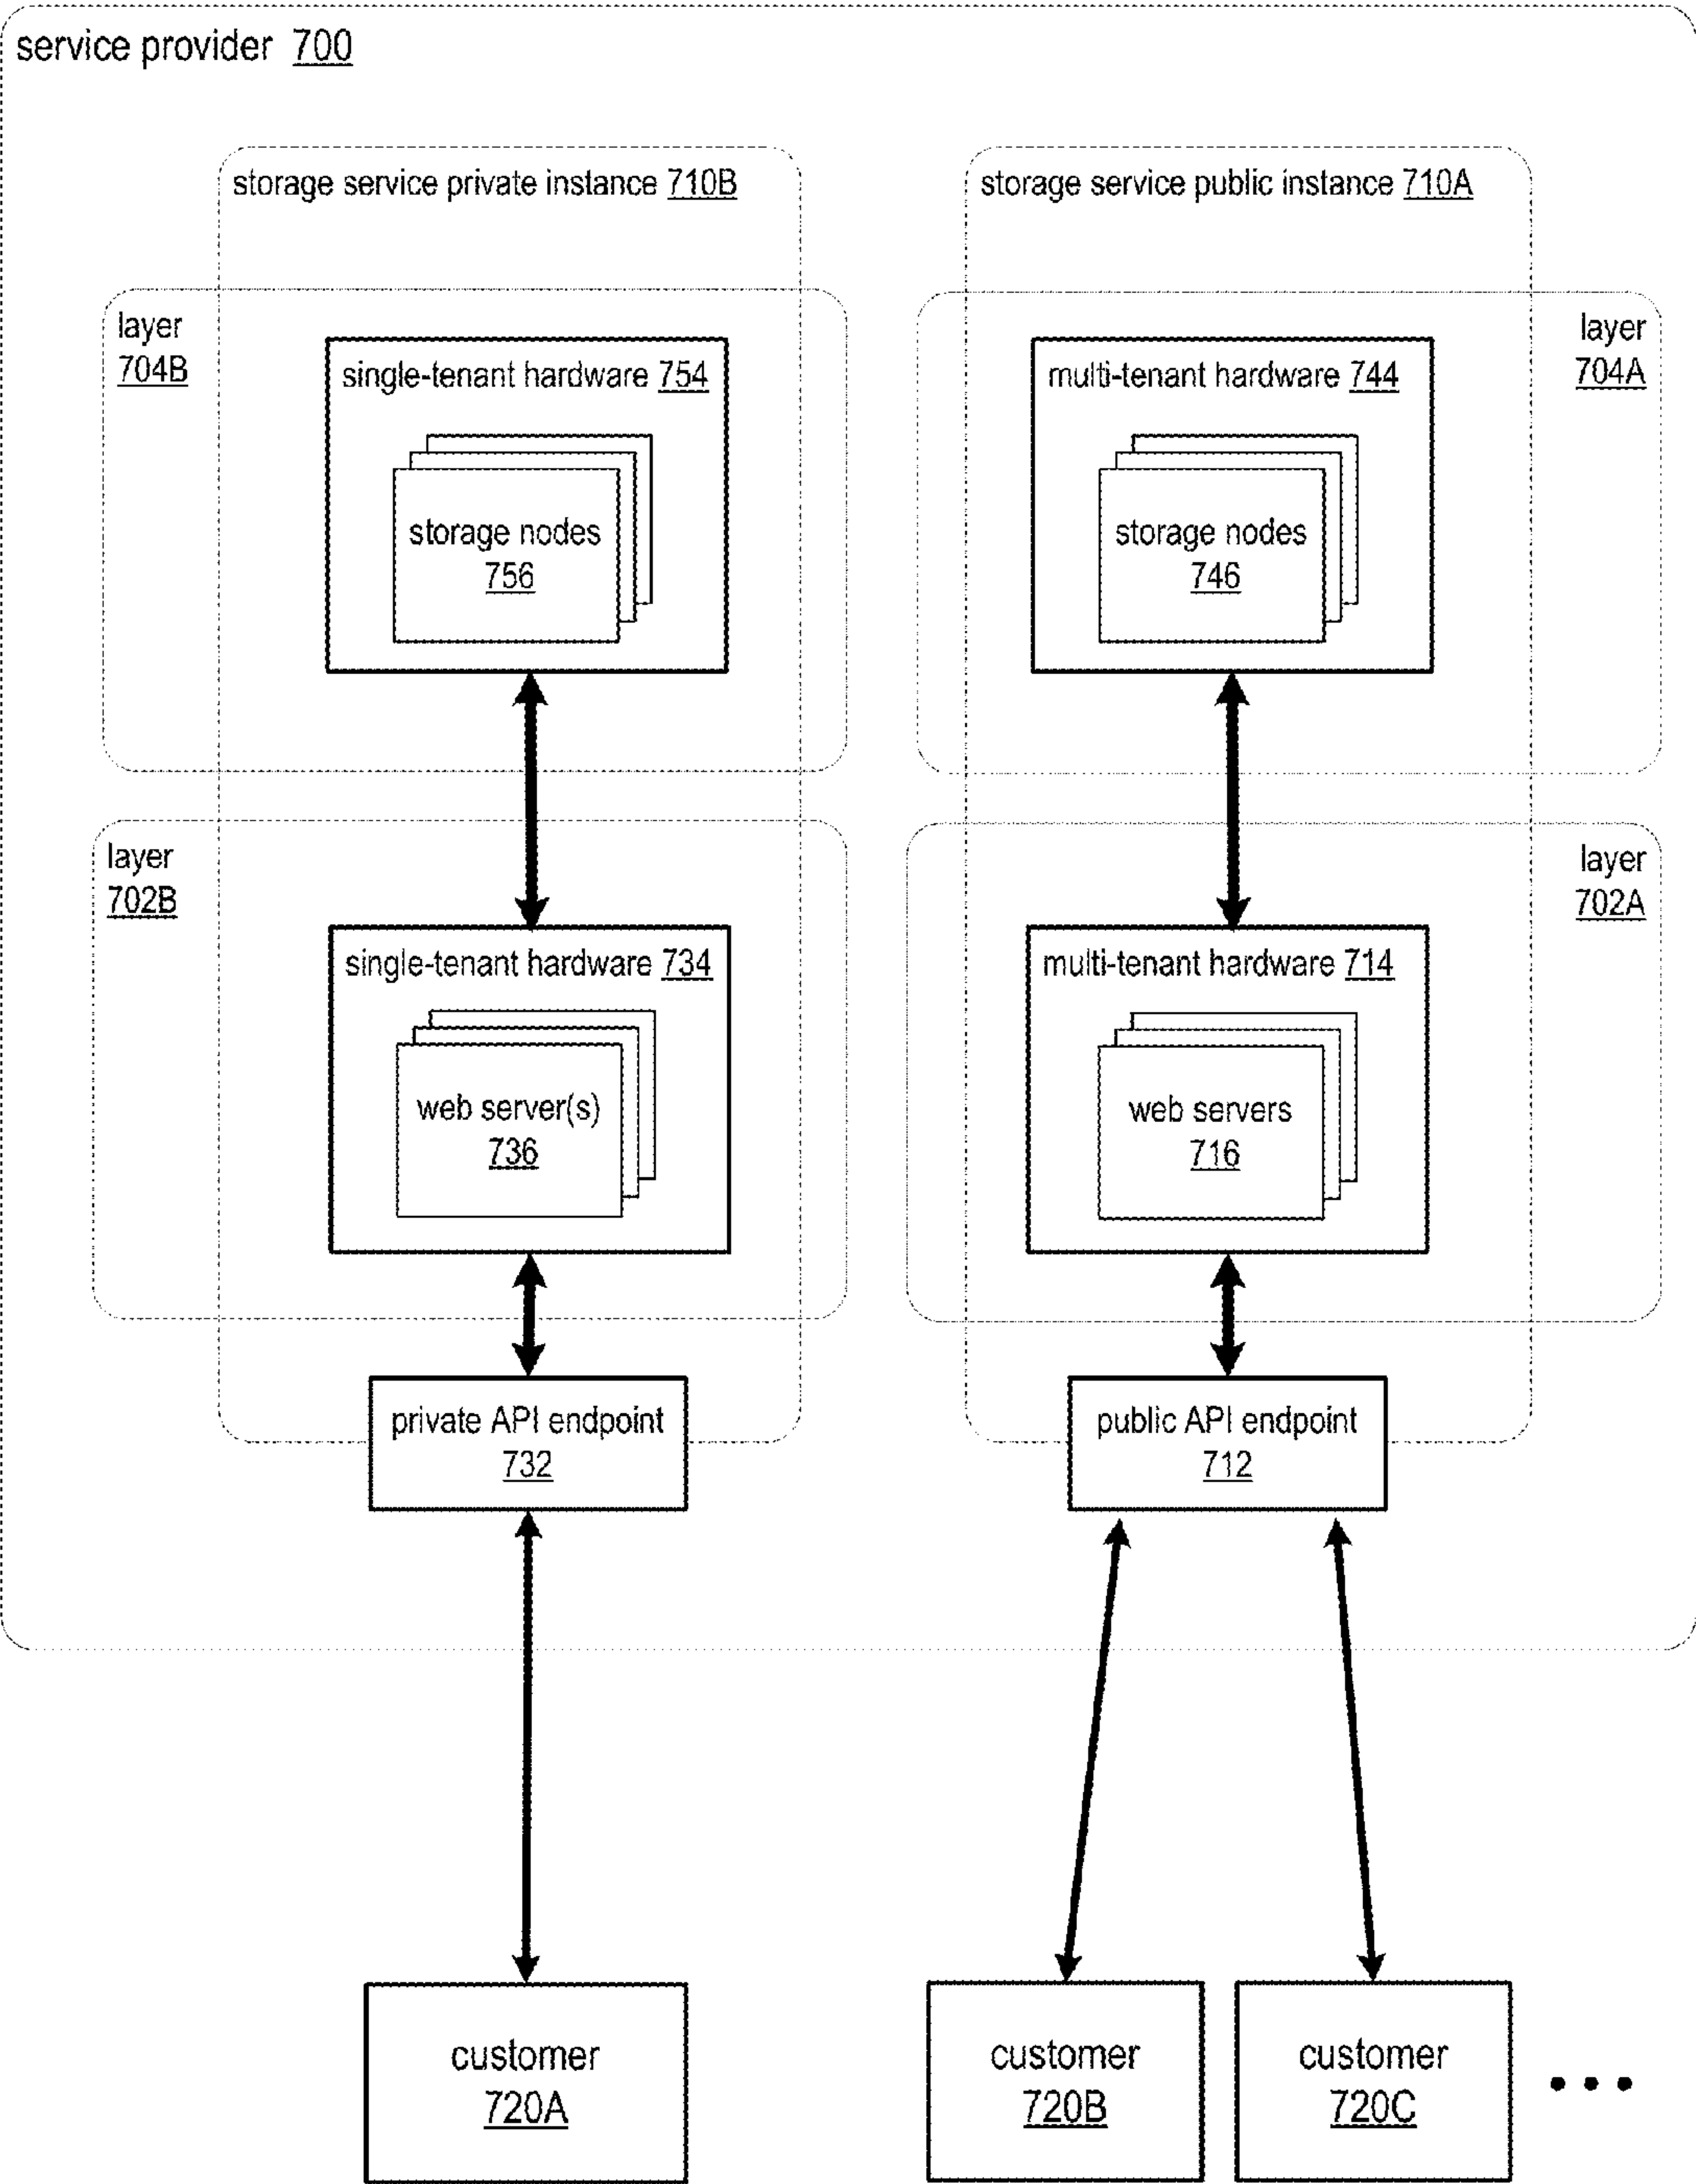 service provider 700
storage service private instance 710B
storage service public instance 710A
layer
704B
single-tenant hardware 754
storage nodes
756
multi-tenant hardware 744
storage nodes
746
layer
704A
layer
702B
single-tenant hardware 734
web server(s)
736
multi-tenant hardware 714
web servers
716
layer
702A
private API endpoint
732
public API endpoint
712
customer
720A
customer
720B
customer
720C
• • •